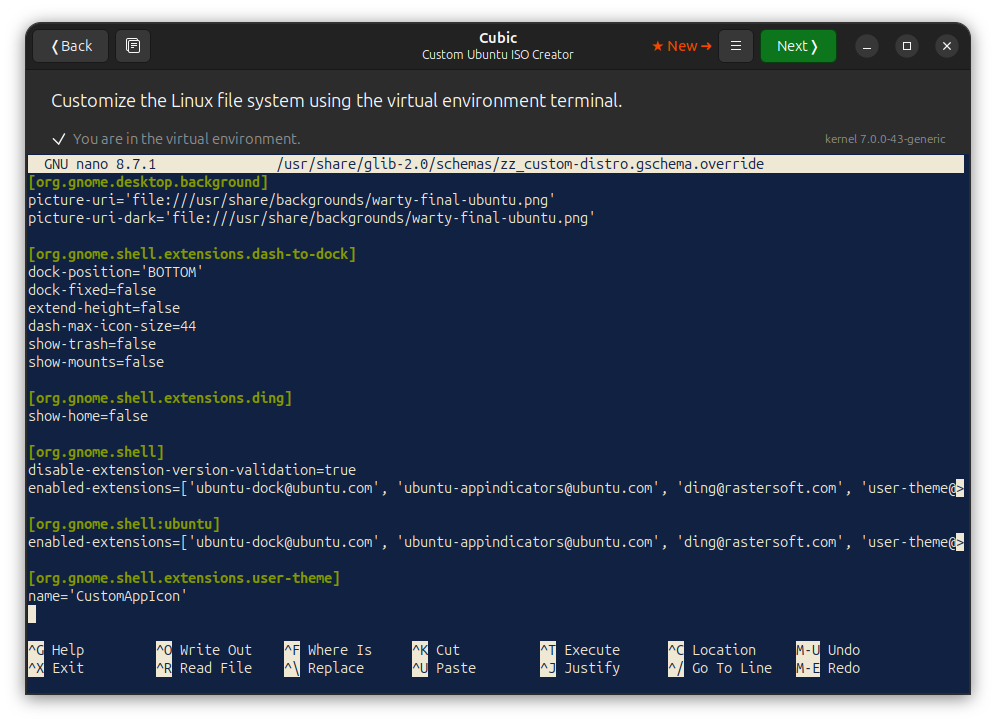 ❬Back
Cubic
Custom Ubuntu ISO Creator
★ New ➔
Next❭
Customize the Linux file system using the virtual environment terminal.
You are in the virtual environment.
kernel 7.0.0-43-generic
GNU nano 8.7.1 /usr/share/glib-2.0/schemas/zz_custom-distro.gschema.override
[org.gnome.desktop.background]
picture-uri='file:///usr/share/backgrounds/warty-final-ubuntu.png'
picture-uri-dark='file:///usr/share/backgrounds/warty-final-ubuntu.png'
[org.gnome.shell.extensions.dash-to-dock]
dock-position='BOTTOM'
dock-fixed=false
extend-height=false
dash-max-icon-size=44
show-trash=false
show-mounts=false
[org.gnome.shell.extensions.ding]
show-home=false
[org.gnome.shell]
disable-extension-version-validation=true
enabled-extensions=['ubuntu-dock@ubuntu.com', 'ubuntu-appindicators@ubuntu.com', 'ding@rastersoft.com', 'user-theme@>
[org.gnome.shell:ubuntu]
enabled-extensions=['ubuntu-dock@ubuntu.com', 'ubuntu-appindicators@ubuntu.com', 'ding@rastersoft.com', 'user-theme@>
[org.gnome.shell.extensions.user-theme]
name='CustomAppIcon'
^G Help ^O Write Out ^F Where Is ^K Cut ^T Execute ^C Location M-U Undo
^X Exit ^R Read File ^\ Replace ^U Paste ^J Justify ^/ Go To Line M-E Redo